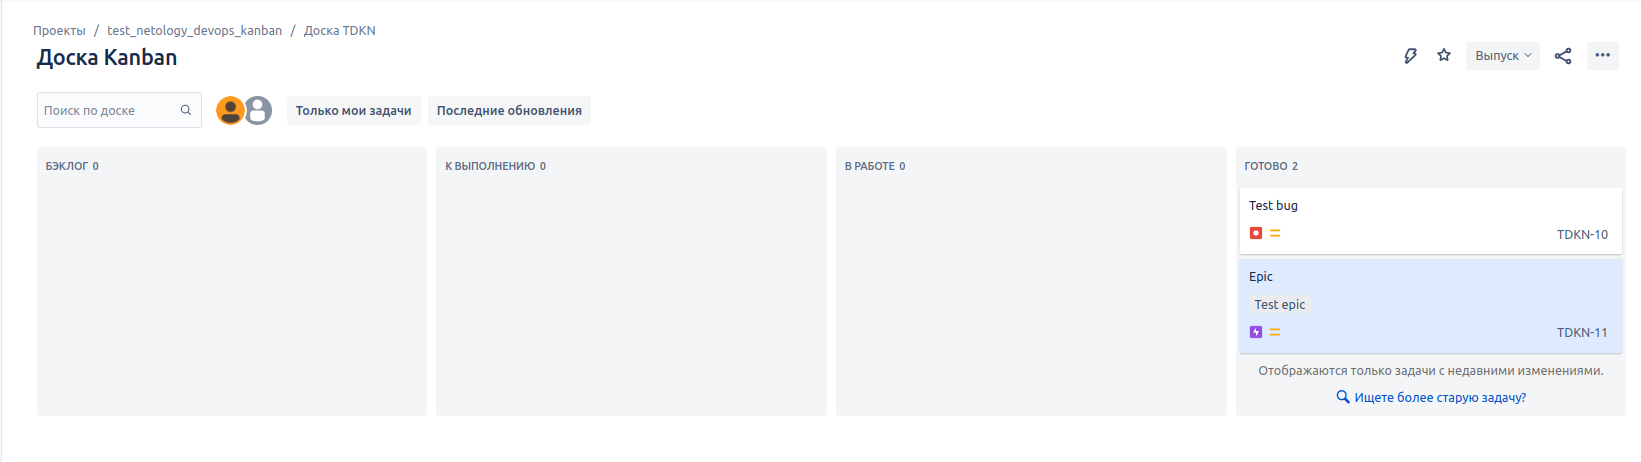 Проекты / test_netology_devops_kanban / Доска TDKN
Доска Kanban
Выпуск
Поиск по доске
Только мои задачи
Последние обновления
БЭКЛОГ 0
К ВЫПОЛНЕНИЮ 0
В РАБОТЕ 0
ГОТОВО 2
Test bug
TDKN-10
Epic
Test epic
TDKN-11
Отображаются только задачи с недавними изменениями.
Ищете более старую задачу?